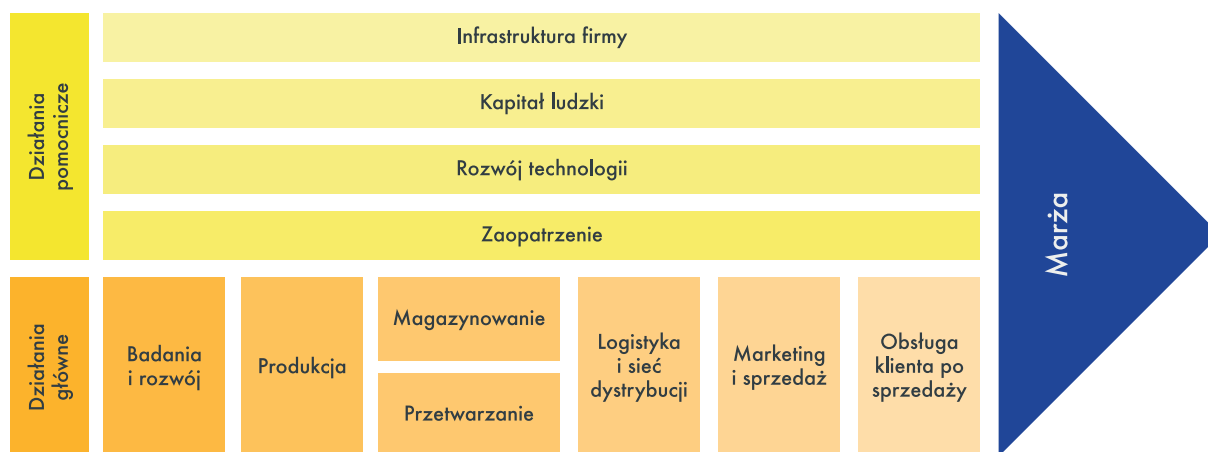 Działania
pomocnicze
Infrastruktura firmy
Kapitał ludzki
Rozwój technologii
Zaopatrzenie
Działania
główne
Badania
i rozwój
Produkcja
Magazynowanie
Przetwarzanie
Logistyka
i sieć
dystrybucji
Marketing
i sprzedaż
Obsługa
klienta po
sprzedaży
Marża